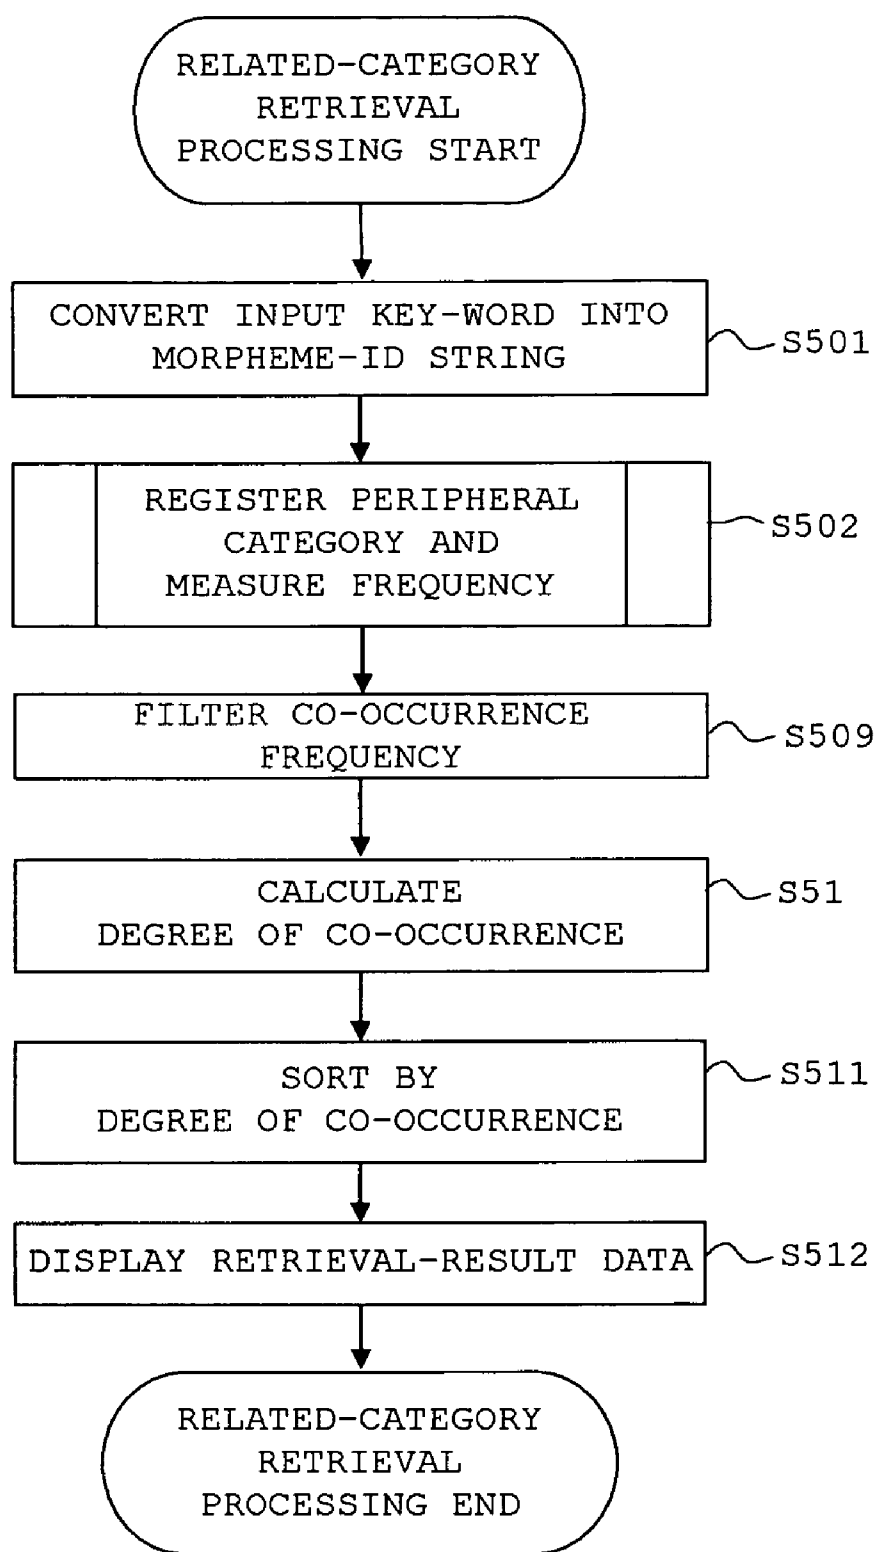 RELATED-CATEGORY
RETRIEVAL
PROCESSING START
CONVERT INPUT KEY-WORD INTO
MORPHEME-ID STRING
S501
REGISTER PERIPHERAL
CATEGORY AND
MEASURE FREQUENCY
S502
FILTER CO-OCCURRENCE
FREQUENCY
S509
CALCULATE
DEGREE OF CO-OCCURRENCE
S51
SORT BY
DEGREE OF CO-OCCURRENCE
S511
DISPLAY RETRIEVAL-RESULT DATA
S512
RELATED-CATEGORY
RETRIEVAL
PROCESSING END